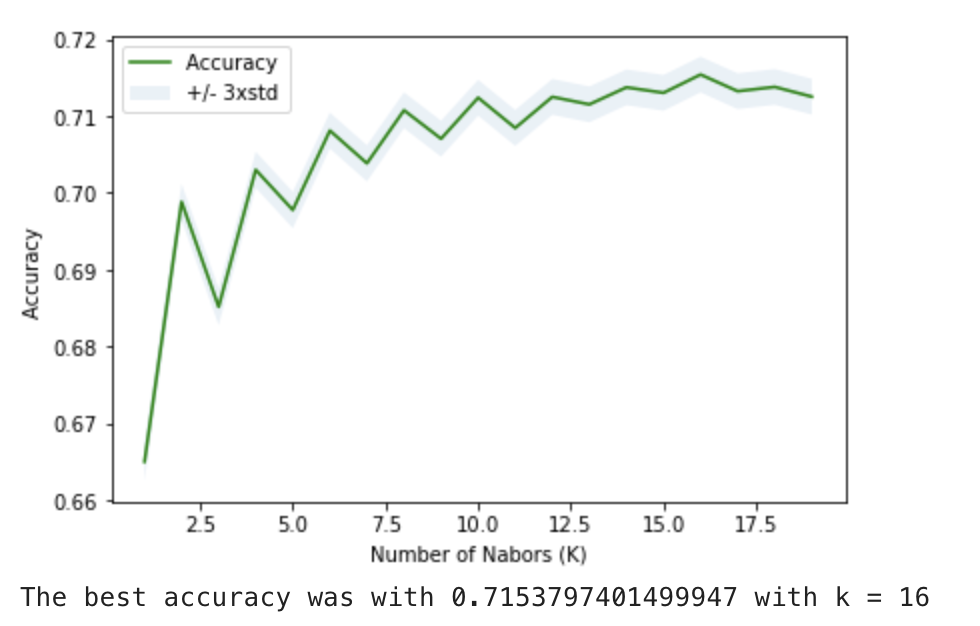 0.72
Accuracy
+/- 3xstd
0.71
0.70
0.69
0.68
0.67
0.66
Accuracy
2.5 5.0 7.5 10.0 12.5 15.0 17.5
Number of Nabors (K)
The best accuracy was with 0.7153797401499947 with k = 16